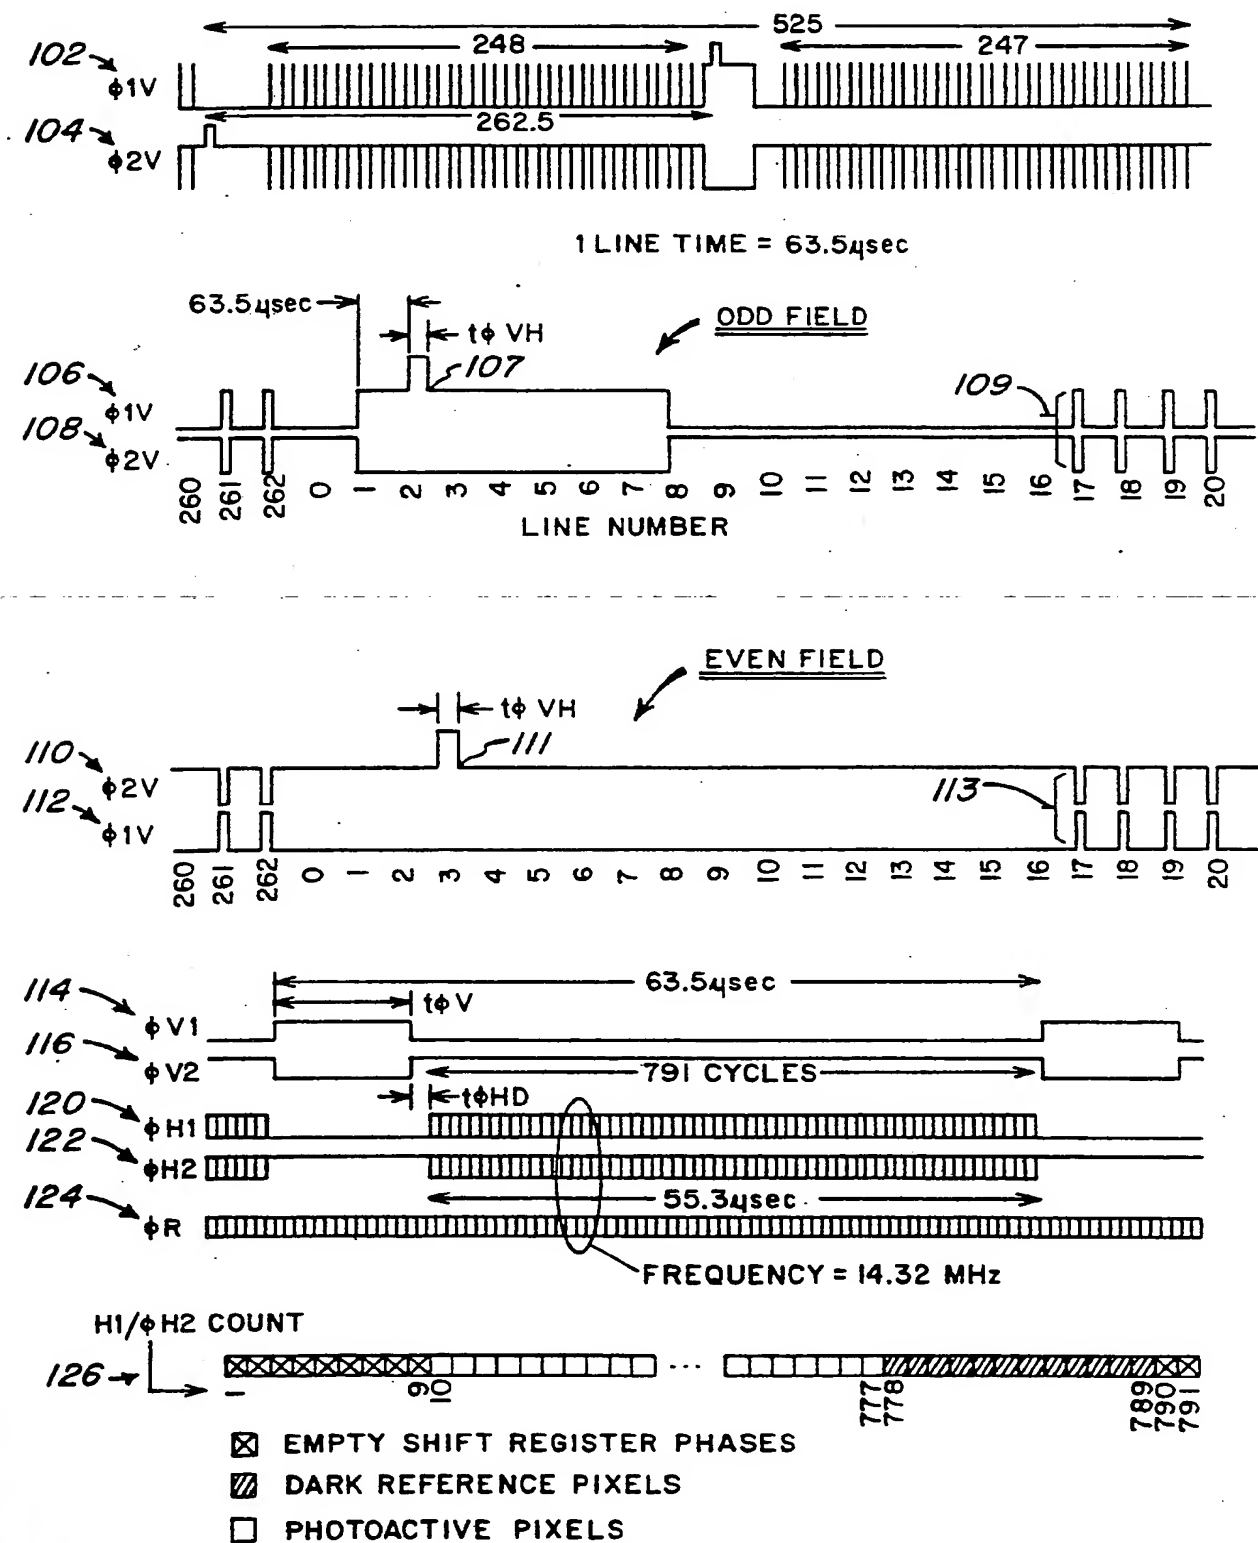 525
102
248
247
ϕ1V
262.5
104
ϕ2V
1 LINE TIME = 63.5μsec
63.5μsec
ODD FIELD
tϕ VH
107
106
109
ϕ1V
108
ϕ2V
260 261 262 0 1 2 3 4 5 6 7 8 9 10 11 12 13 14 15 16 17 18 19 20
LINE NUMBER
EVEN FIELD
tϕ VH
111
110
ϕ2V
113
112
ϕ1V
260 261 262 0 1 2 3 4 5 6 7 8 9 10 11 12 13 14 15 16 17 18 19 20
63.5μsec
114
tϕV
ϕV1
116
ϕV2
791 CYCLES
tϕHD
120
ϕH1
122
ϕH2
124
55.3μsec
ϕR
FREQUENCY = 14.32 MHz
H1/ϕH2 COUNT
126
...
1 9 10 777 778 789 790 791
EMPTY SHIFT REGISTER PHASES
DARK REFERENCE PIXELS
PHOTOACTIVE PIXELS